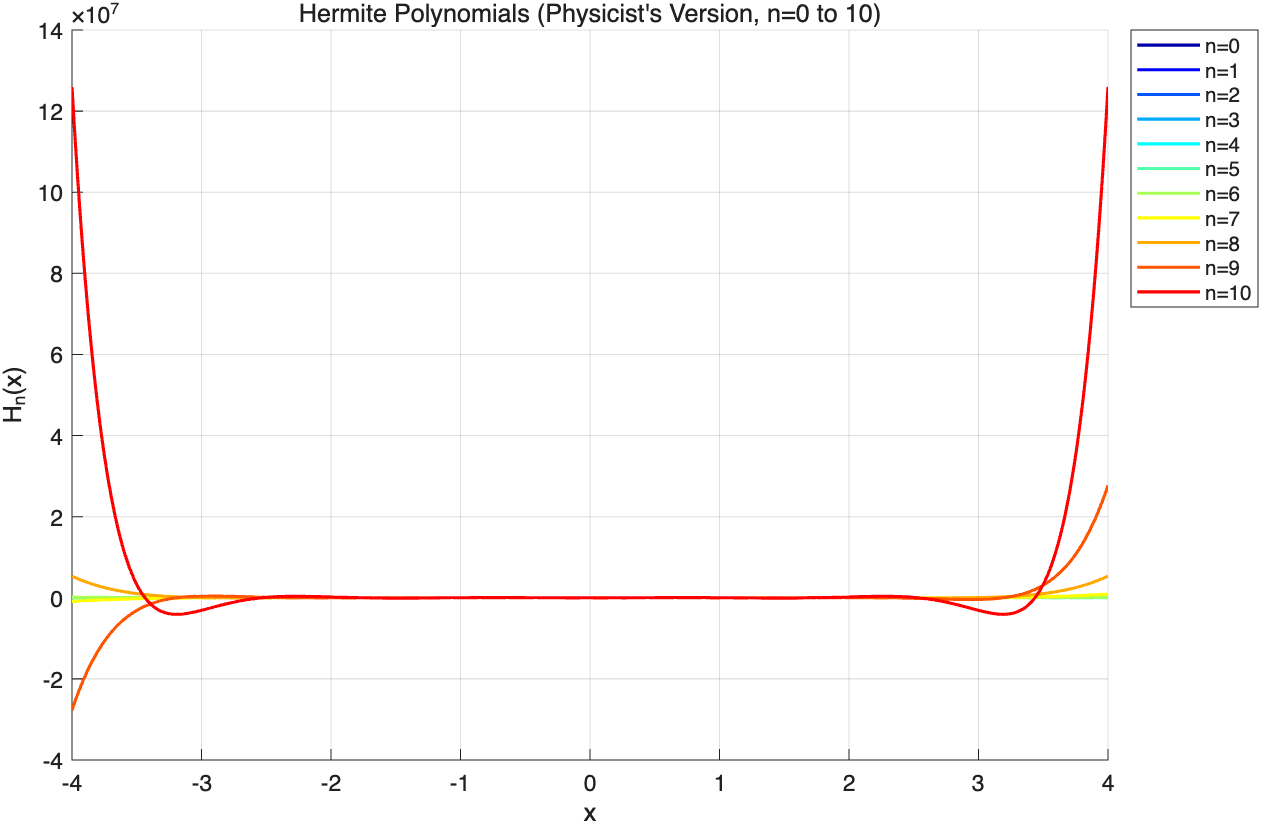 Hermite Polynomials (Physicist's Version, n=0 to 10)
×10⁷
14
12
10
8
6
4
2
0
-2
-4
Hₙ(x)
-4 -3 -2 -1 0 1 2 3 4
x
n=0
n=1
n=2
n=3
n=4
n=5
n=6
n=7
n=8
n=9
n=10